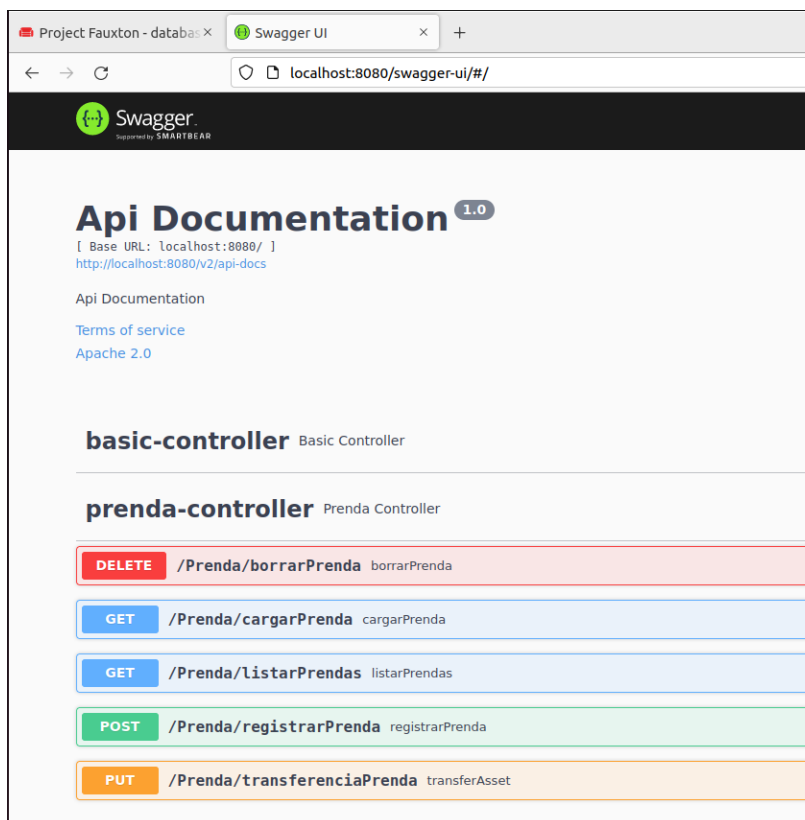 Project Fauxton - databas
Swagger UI
localhost:8080/swagger-ui/#/
Swagger.
Supported by SMARTBEAR
Api Documentation 1.0
[ Base URL: localhost:8080/ ]
http://localhost:8080/v2/api-docs
Api Documentation
Terms of service
Apache 2.0
basic-controller Basic Controller
prenda-controller Prenda Controller
DELETE /Prenda/borrarPrenda borrarPrenda
GET /Prenda/cargarPrenda cargarPrenda
GET /Prenda/listarPrendas listarPrendas
POST /Prenda/registrarPrenda registrarPrenda
PUT /Prenda/transferenciaPrenda transferAsset